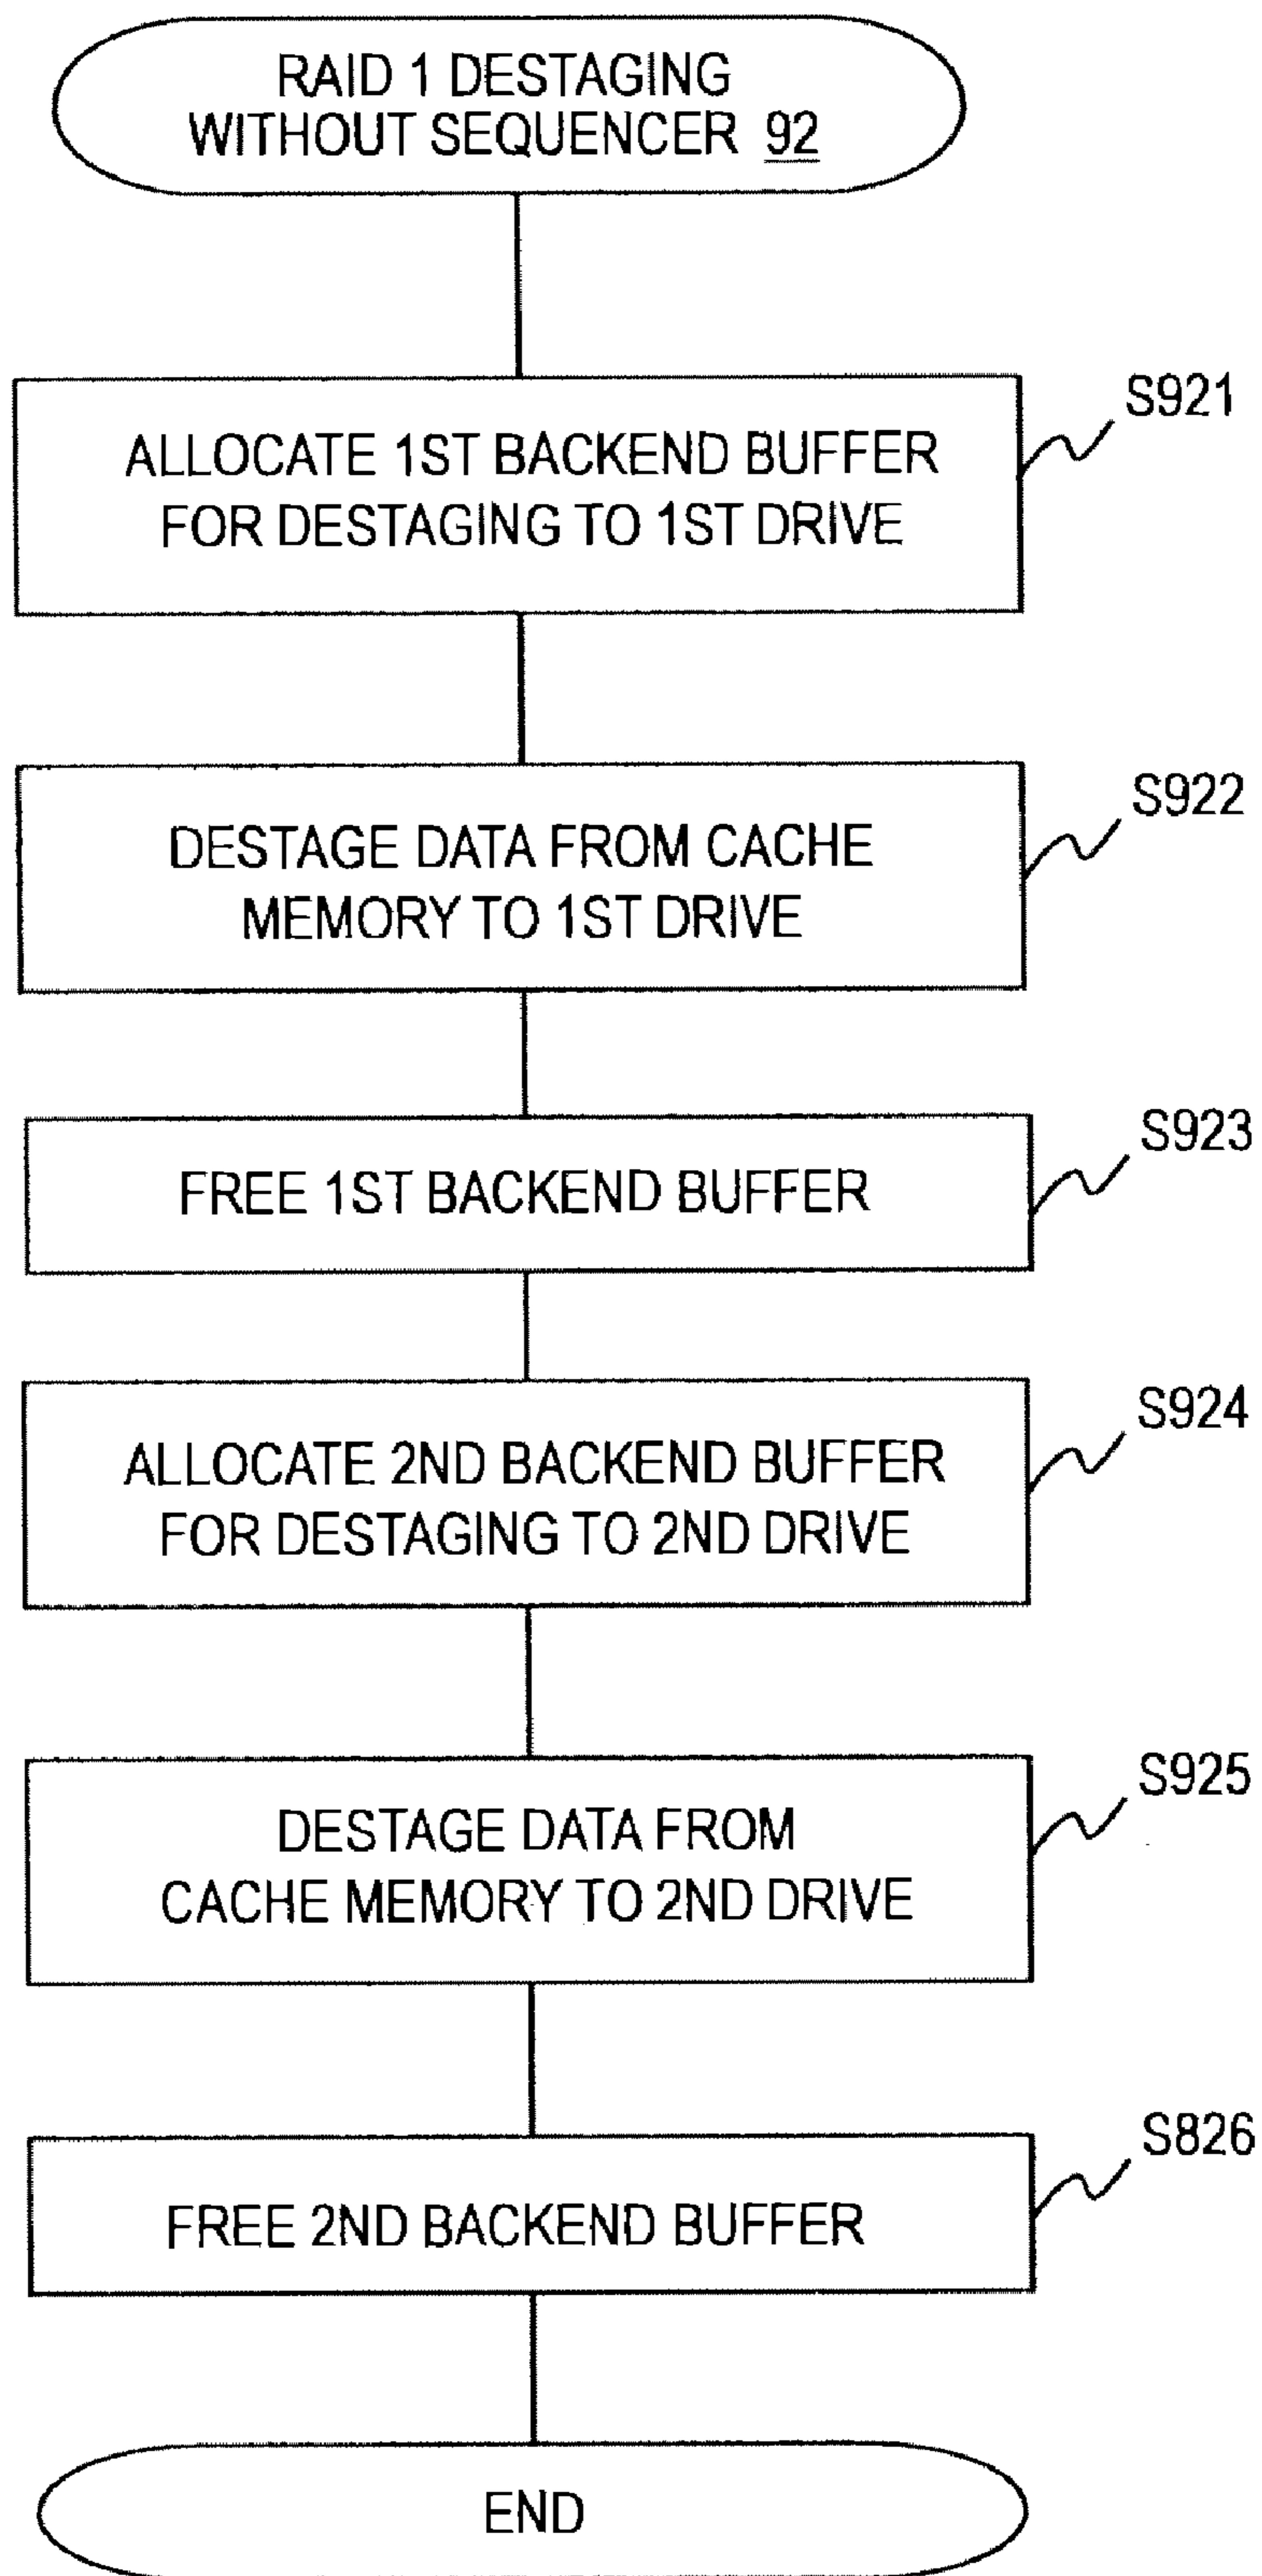 RAID 1 DESTAGING
WITHOUT SEQUENCER 92
S921
ALLOCATE 1ST BACKEND BUFFER
FOR DESTAGING TO 1ST DRIVE
S922
DESTAGE DATA FROM CACHE
MEMORY TO 1ST DRIVE
S923
FREE 1ST BACKEND BUFFER
S924
ALLOCATE 2ND BACKEND BUFFER
FOR DESTAGING TO 2ND DRIVE
S925
DESTAGE DATA FROM
CACHE MEMORY TO 2ND DRIVE
S826
FREE 2ND BACKEND BUFFER
END